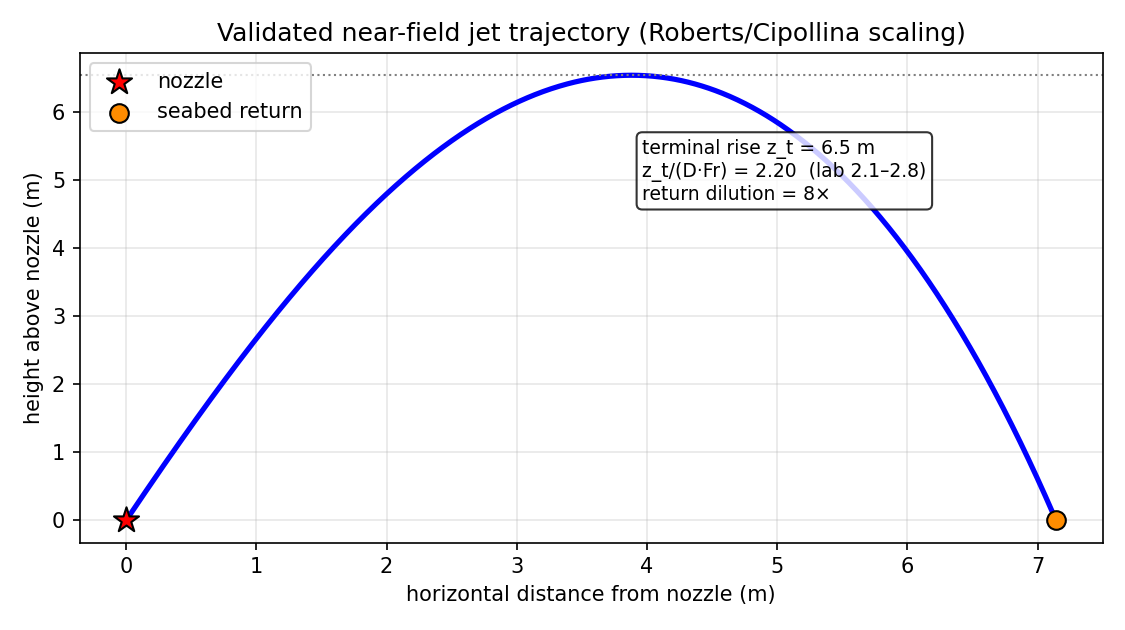 Validated near-field jet trajectory (Roberts/Cipollina scaling)
nozzle
seabed return
terminal rise z_t = 6.5 m
z_t/(D·Fr) = 2.20  (lab 2.1–2.8)
return dilution = 8×
height above nozzle (m)
6
5
4
3
2
1
0
0 1 2 3 4 5 6 7
horizontal distance from nozzle (m)